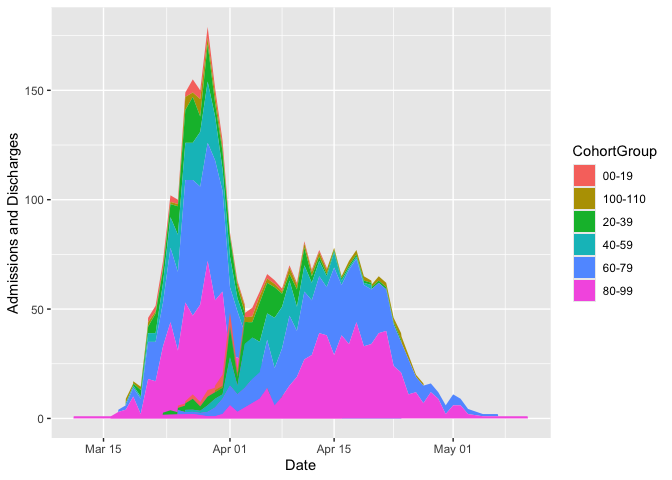 Admissions and Discharges
150
100
50
0
Mar 15
Apr 01
Apr 15
May 01
Date
CohortGroup
00-19
100-110
20-39
40-59
60-79
80-99